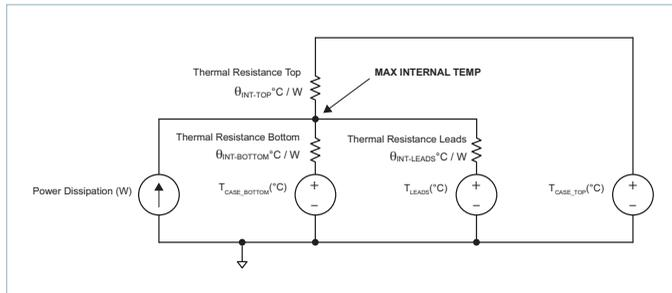 Thermal Resistance Top
θINT-TOP°C / W
MAX INTERNAL TEMP
Thermal Resistance Bottom
θINT-BOTTOM°C / W
Thermal Resistance Leads
θINT-LEADS°C / W
Power Dissipation (W)
TCASE_BOTTOM(°C)
TLEADS(°C)
TCASE_TOP(°C)
+
–
+
–
+
–